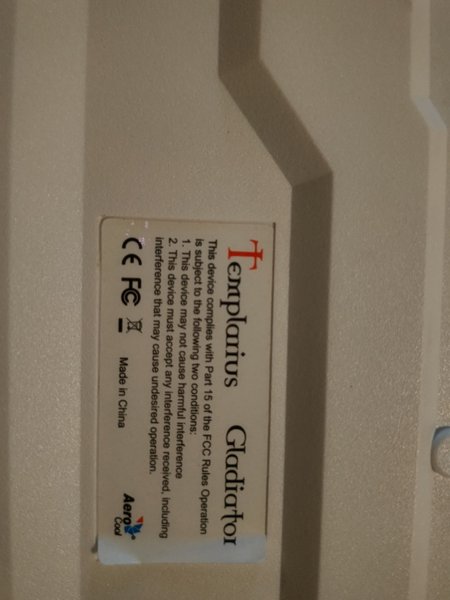 Templarius Gladiator
This device complies with Part 15 of the FCC Rules Operation
is subject to the following two conditions:
1. This device may not cause harmful interference
2. This device must accept any interference received, including
interference that may cause undesired operation.
CE FC Made in China
Aero
Cool